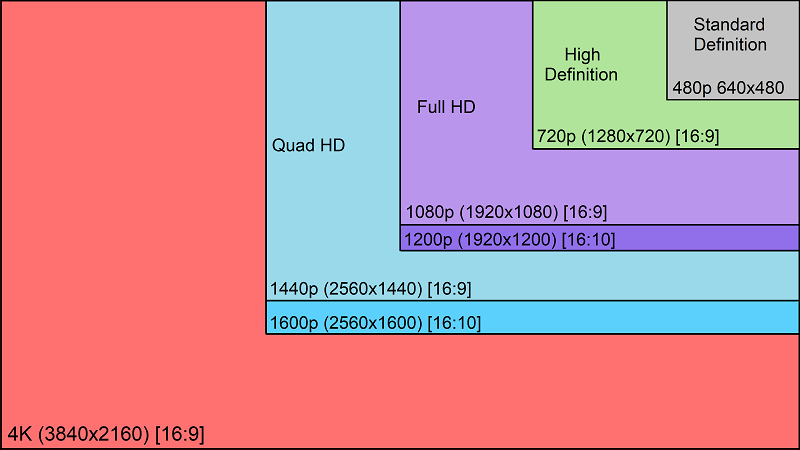 Standard
Definition
480p 640x480
High
Definition
720p (1280x720) [16:9]
Full HD
1080p (1920x1080) [16:9]
1200p (1920x1200) [16:10]
Quad HD
1440p (2560x1440) [16:9]
1600p (2560x1600) [16:10]
4K (3840x2160) [16:9]